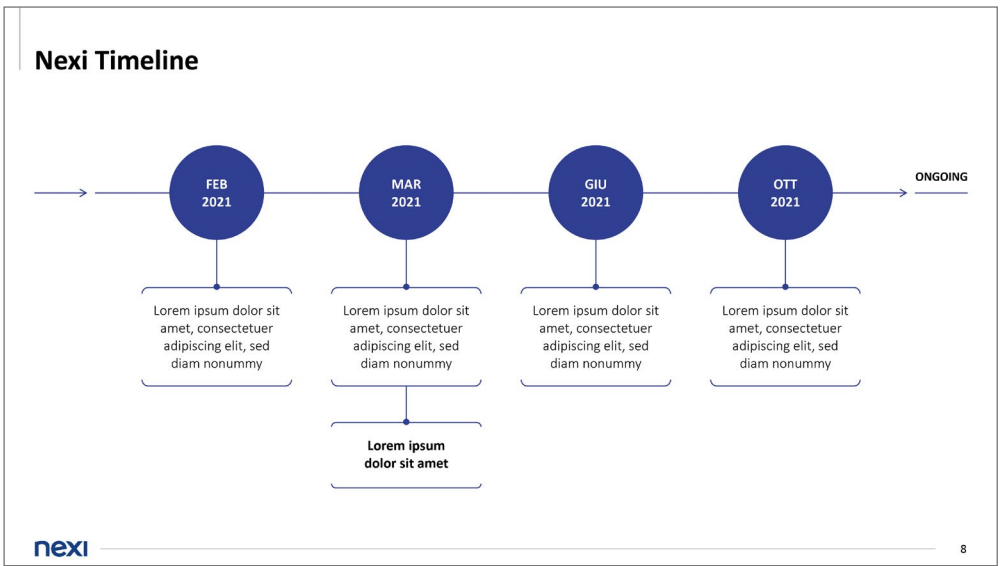 Nexi Timeline
ONGOING
FEB
2021
MAR
2021
GIU
2021
OTT
2021
Lorem ipsum dolor sit
amet, consectetuer
adipiscing elit, sed
diam nonummy
Lorem ipsum dolor sit
amet, consectetuer
adipiscing elit, sed
diam nonummy
Lorem ipsum dolor sit
amet, consectetuer
adipiscing elit, sed
diam nonummy
Lorem ipsum dolor sit
amet, consectetuer
adipiscing elit, sed
diam nonummy
Lorem ipsum
dolor sit amet
nexi
8